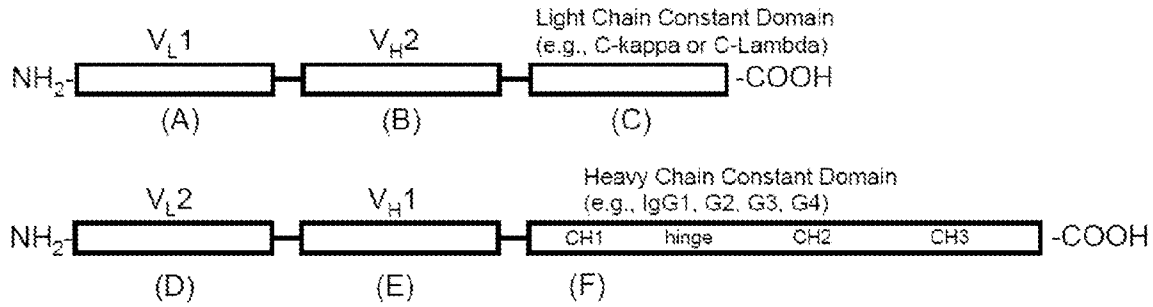 Light Chain Constant Domain
V_L1 V_H2 (e.g., C-kappa or C-Lambda)
NH₂- -COOH
(A) (B) (C)
Heavy Chain Constant Domain
V_L2 V_H1 (e.g., IgG1, G2, G3, G4)
NH₂- CH1 hinge CH2 CH3 -COOH
(D) (E) (F)